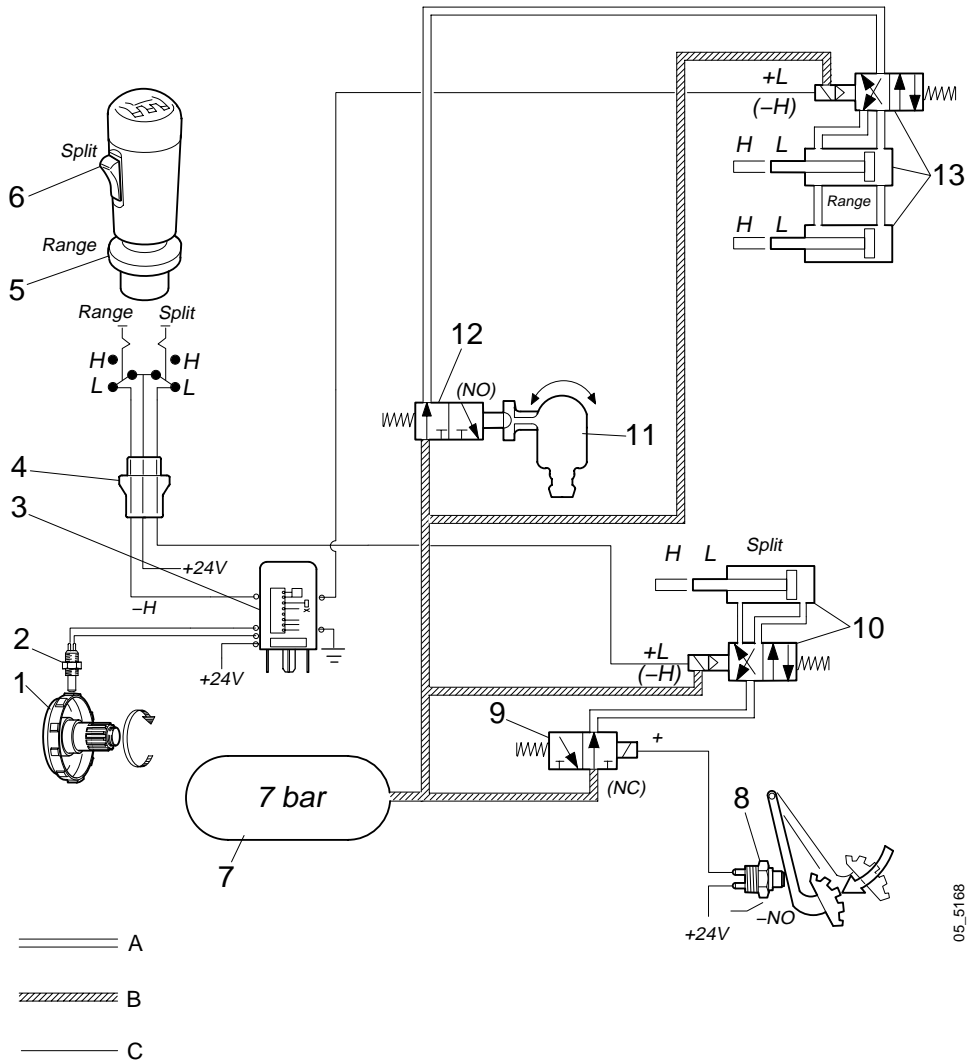 +L
(–H)
H L
13
Range
H L
Split
6
Range
5
Range Split
H H
L L
12
(NO)
11
4
3
+24V
–H
H L Split
10
+L
(–H)
2
1
+24V
9
+
(NC)
7 bar
7
8
–NO
+24V
05_5168
A
B
C